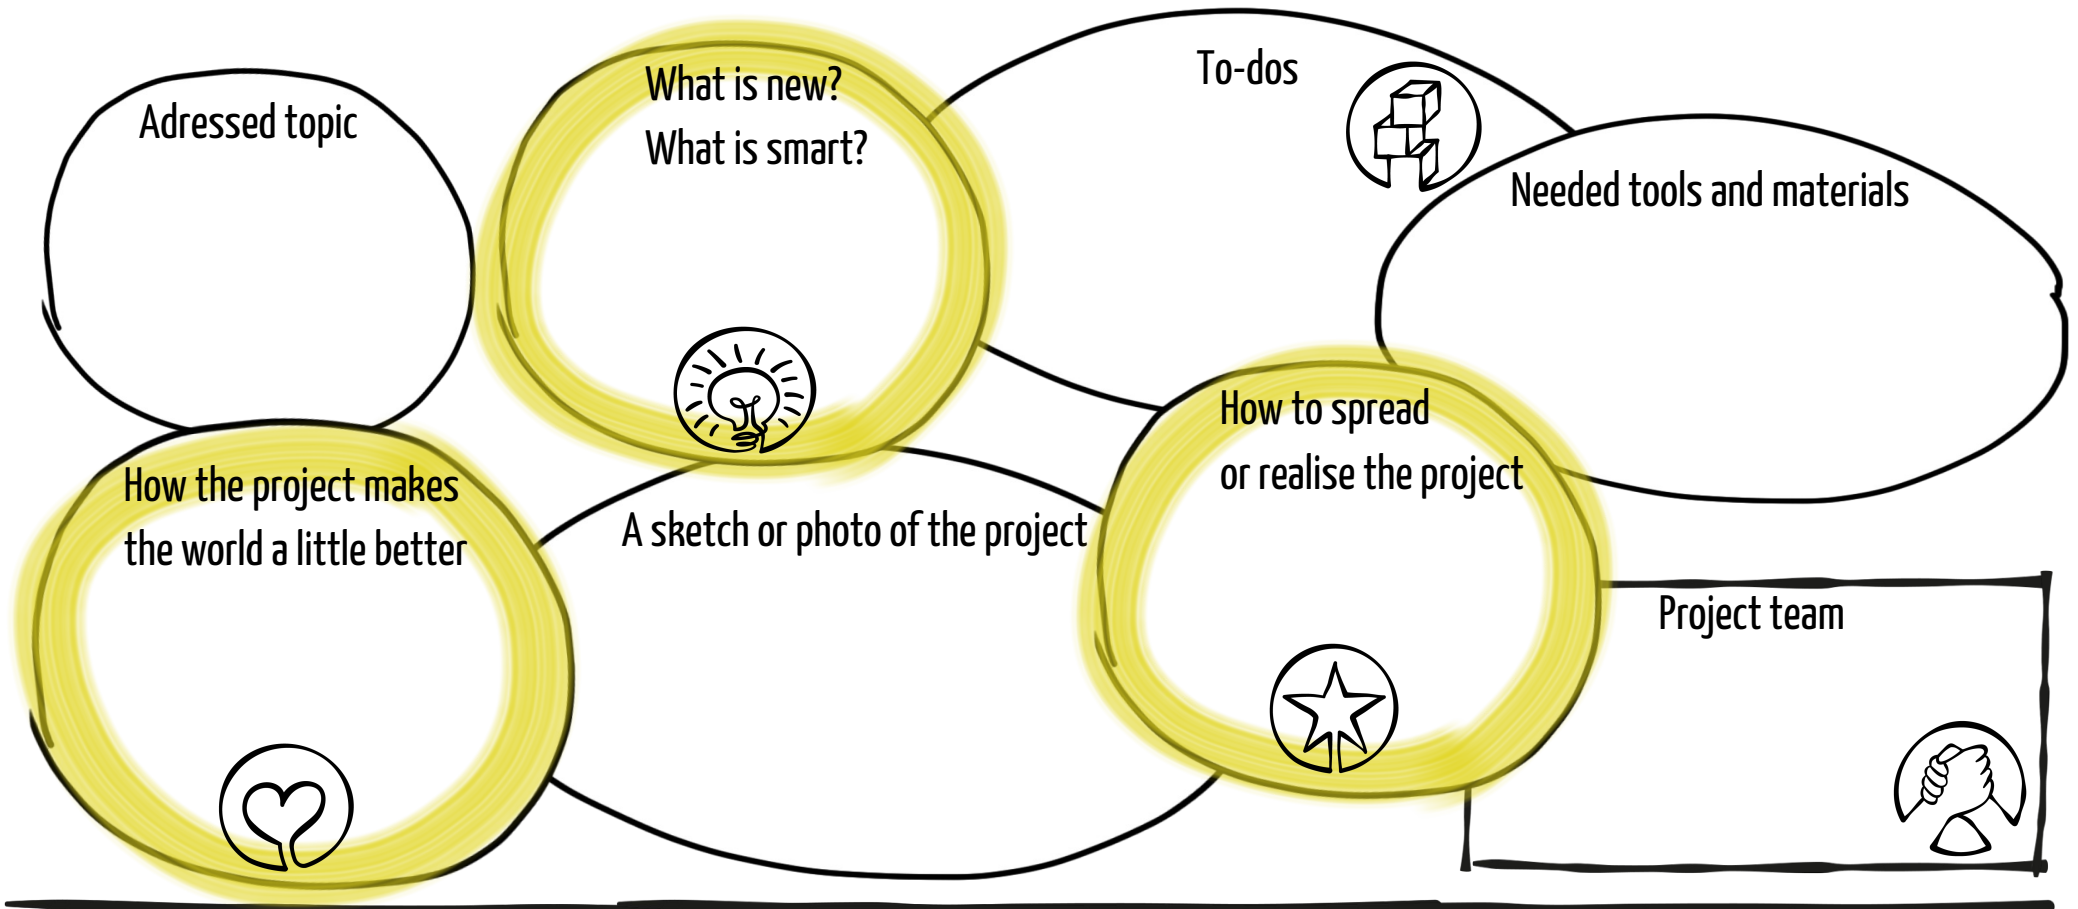 Adressed topic
What is new?
What is smart?
To-dos
Needed tools and materials
How the project makes
the world a little better
A sketch or photo of the project
How to spread
or realise the project
Project team